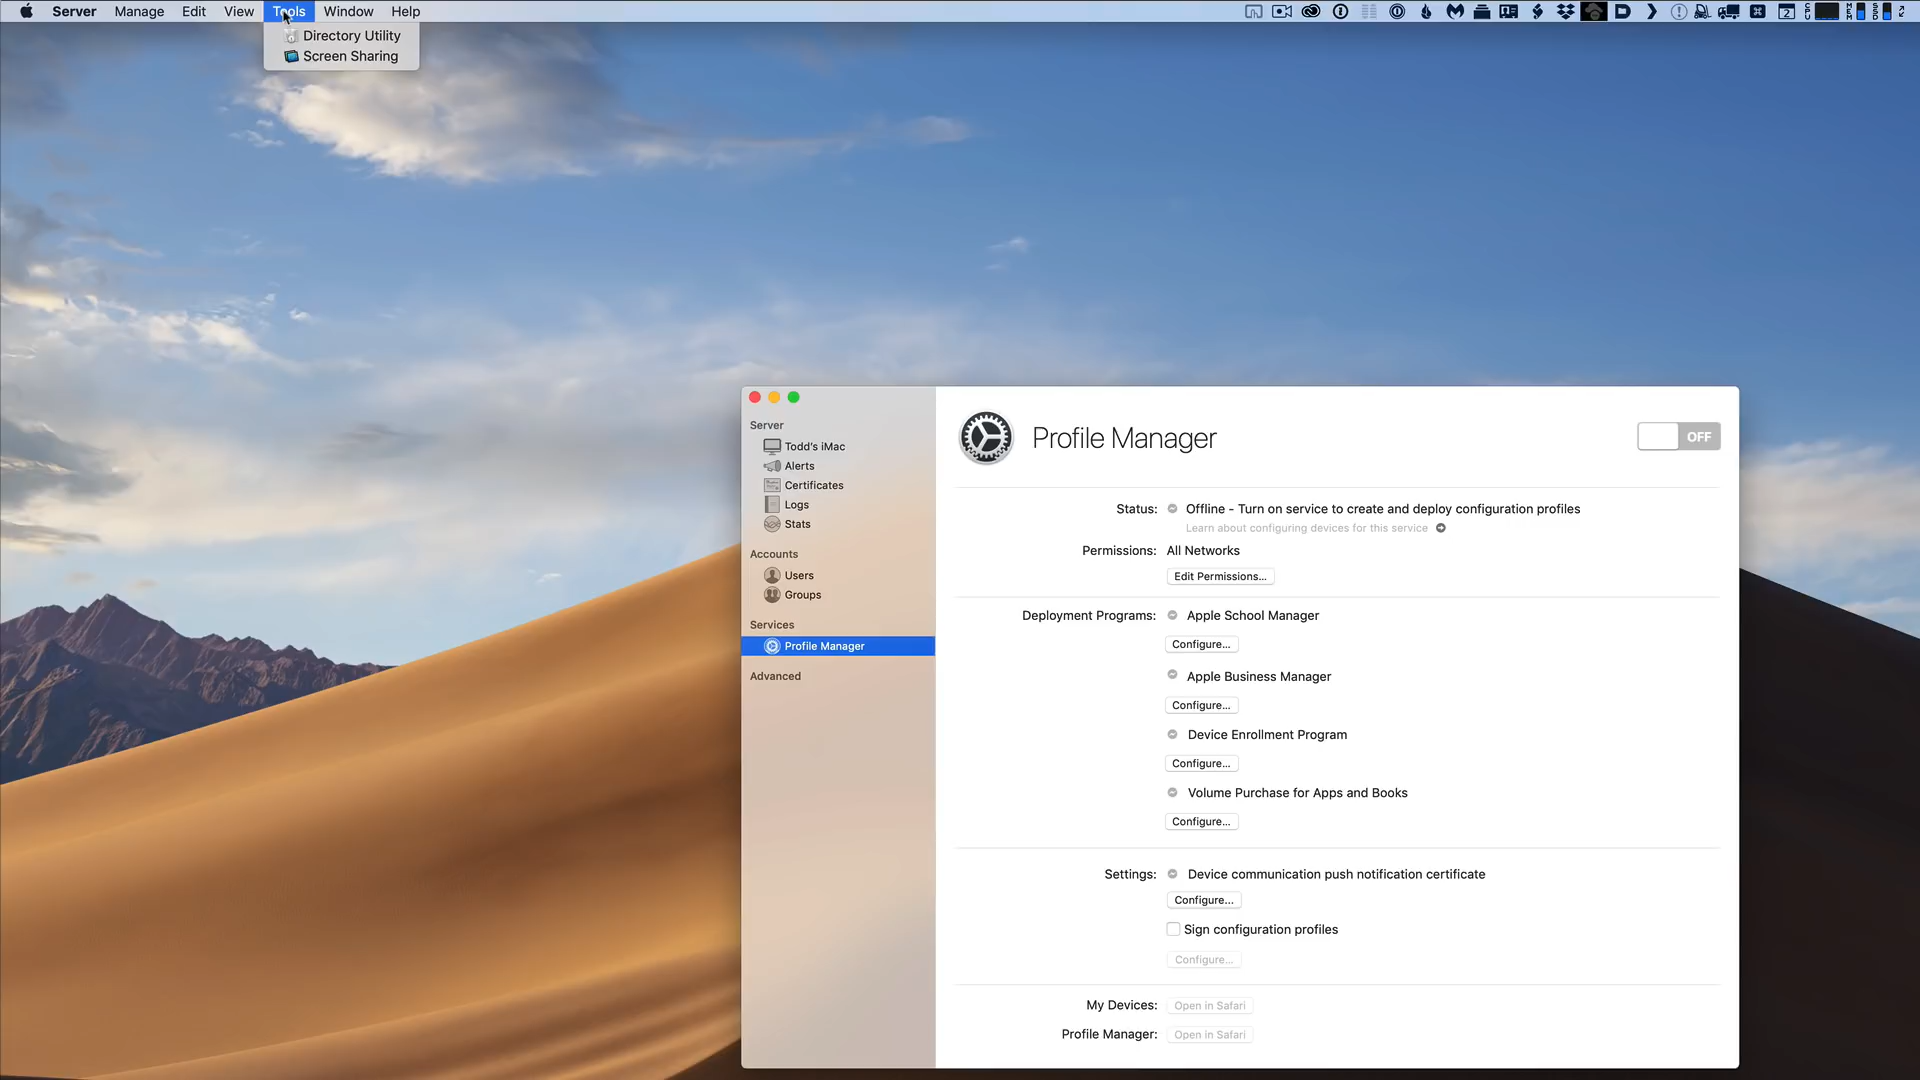 Server Manage Edit View Tools Window Help
Directory Utility
Screen Sharing
Server
Todd's iMac
Alerts
Certificates
Logs
Stats
Accounts
Users
Groups
Services
Profile Manager
Advanced
Profile Manager
OFF
Status: Offline - Turn on service to create and deploy configuration profiles
Learn about configuring devices for this service
Permissions: All Networks
Edit Permissions...
Deployment Programs: Apple School Manager
Configure...
Apple Business Manager
Configure...
Device Enrollment Program
Configure...
Volume Purchase for Apps and Books
Configure...
Settings: Device communication push notification certificate
Configure...
Sign configuration profiles
Configure...
My Devices: Open in Safari
Profile Manager: Open in Safari